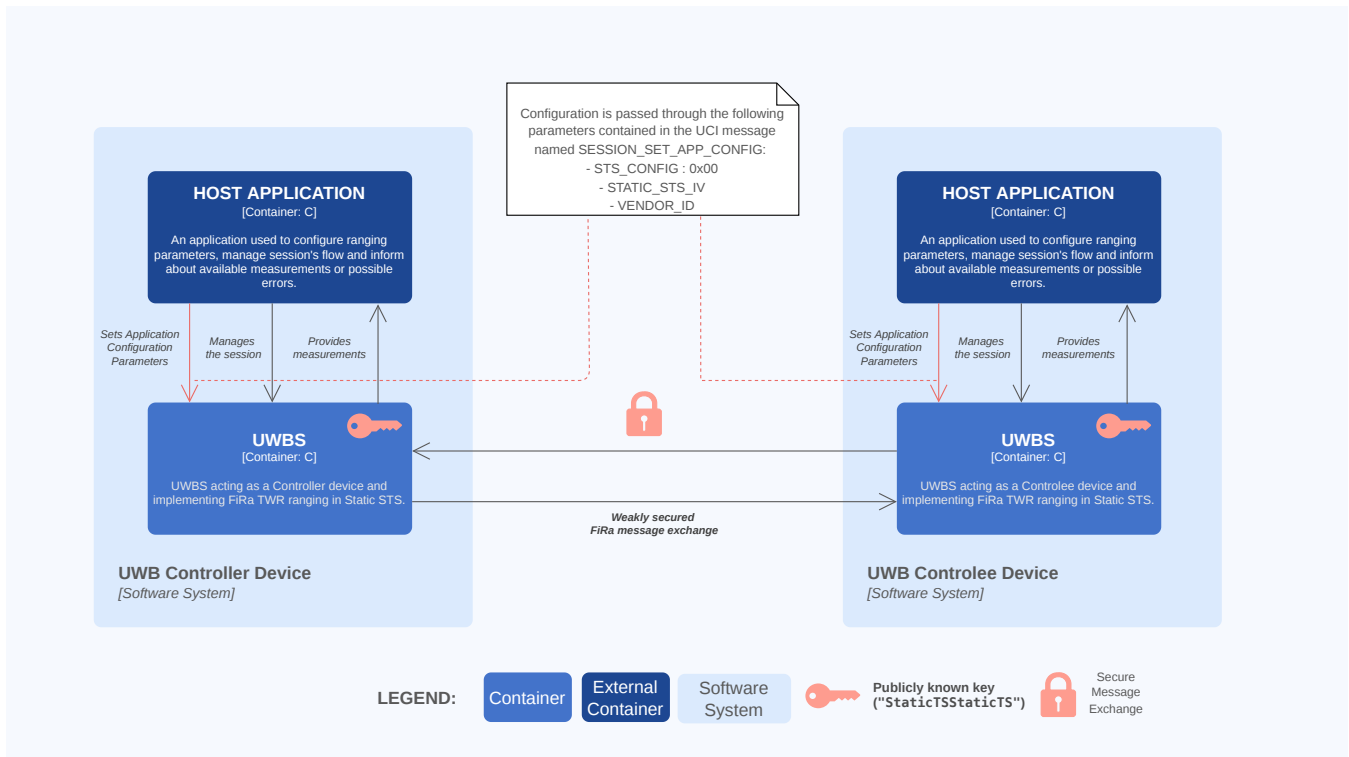 Configuration is passed through the following
parameters contained in the UCI message
named SESSION_SET_APP_CONFIG:
- STS_CONFIG : 0x00
- STATIC_STS_IV
- VENDOR_ID
HOST APPLICATION
[Container: C]
An application used to configure ranging
parameters, manage session's flow and inform
about available measurements or possible
errors.
Sets Application
Configuration
Parameters
Manages
the session
Provides
measurements
UWBS
[Container: C]
UWBS acting as a Controller device and
implementing FiRa TWR ranging in Static STS.
UWB Controller Device
[Software System]
Weakly secured
FiRa message exchange
HOST APPLICATION
[Container: C]
An application used to configure ranging
parameters, manage session's flow and inform
about available measurements or possible
errors.
Sets Application
Configuration
Parameters
Manages
the session
Provides
measurements
UWBS
[Container: C]
UWBS acting as a Controlee device and
implementing FiRa TWR ranging in Static STS.
UWB Controlee Device
[Software System]
LEGEND:
Container
External
Container
Software
System
Publicly known key
("StaticTSStaticTS")
Secure
Message
Exchange